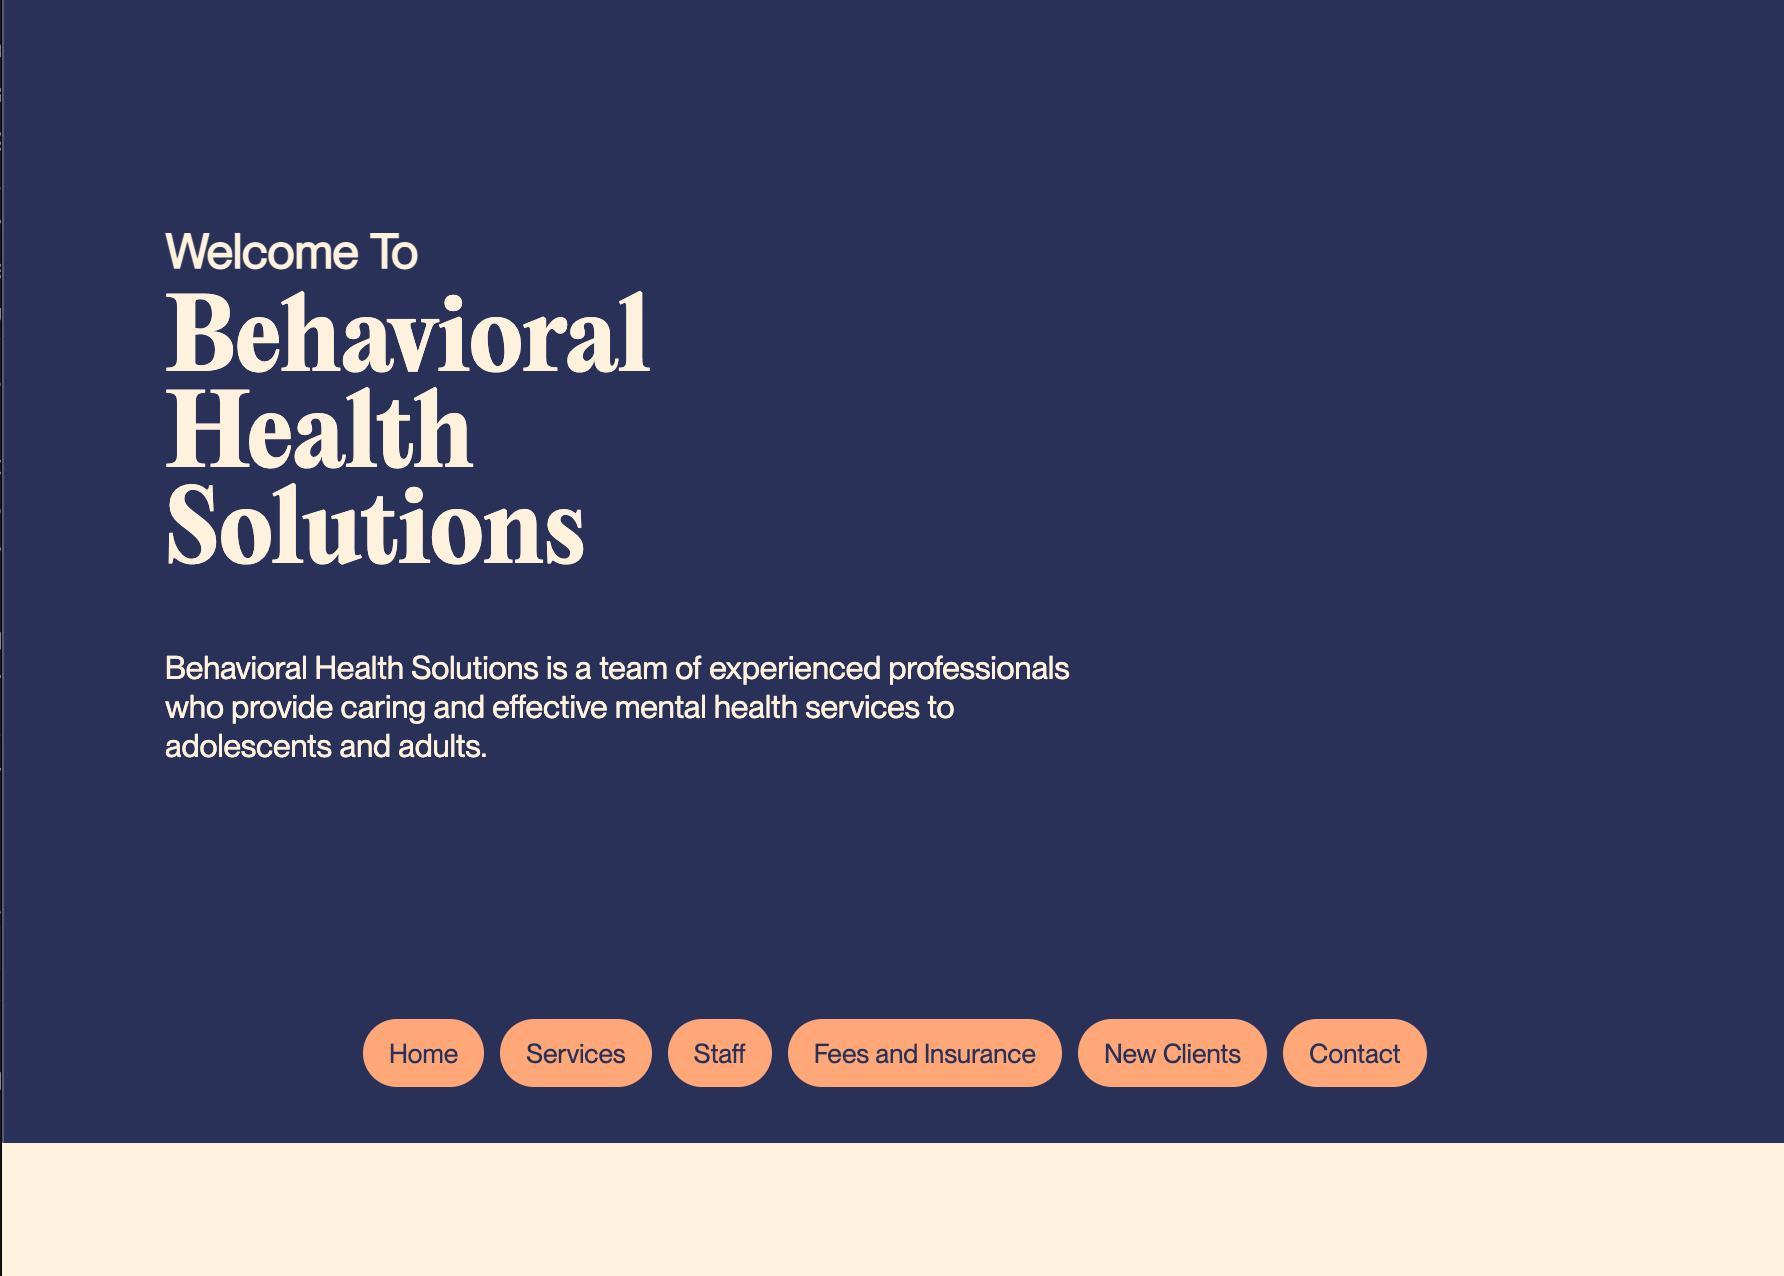 Welcome To
Behavioral
Health
Solutions
Behavioral Health Solutions is a team of experienced professionals
who provide caring and effective mental health services to
adolescents and adults.
Home Services Staff Fees and Insurance New Clients Contact